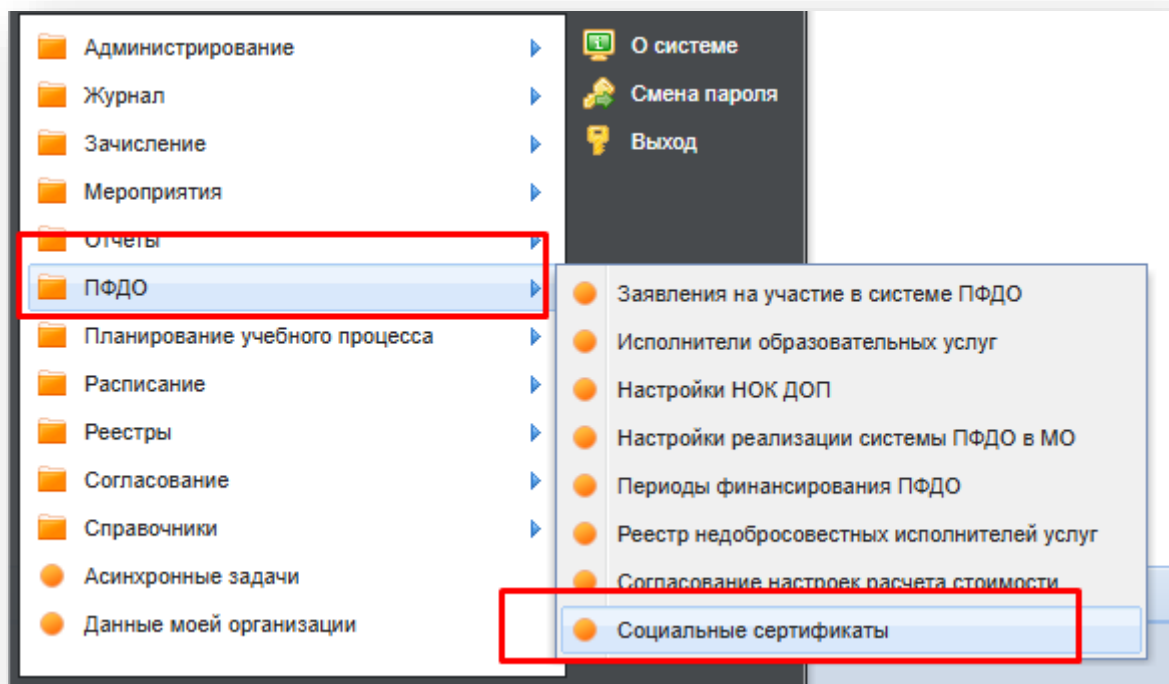 Администрирование
Журнал
Зачисление
Мероприятия
Отчеты
ПФДО
Планирование учебного процесса
Расписание
Реестры
Согласование
Справочники
Асинхронные задачи
Данные моей организации
О системе
Смена пароля
Выход
Заявления на участие в системе ПФДО
Исполнители образовательных услуг
Настройки НОК ДОП
Настройки реализации системы ПФДО в МО
Периоды финансирования ПФДО
Реестр недобросовестных исполнителей услуг
Согласование настроек расчета стоимости
Социальные сертификаты